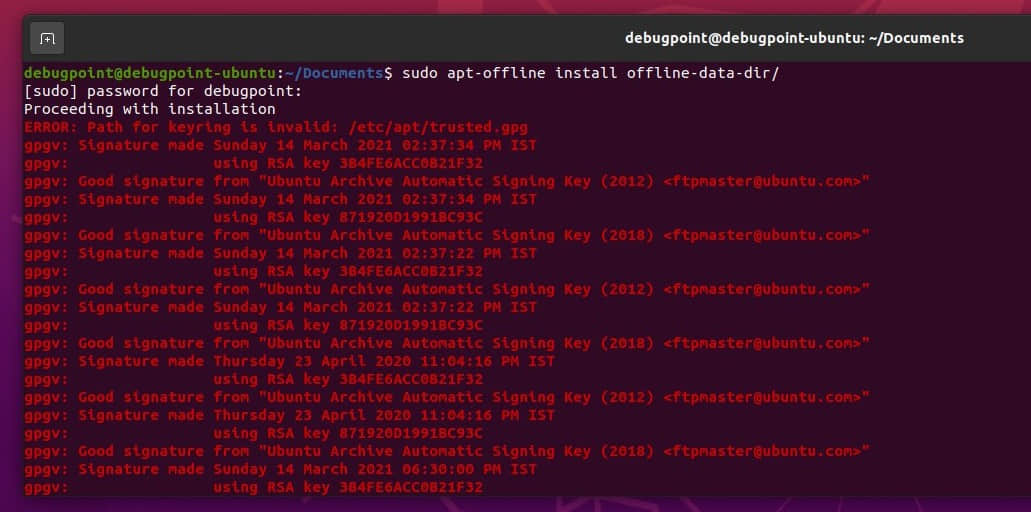 debugpoint@debugpoint-ubuntu: ~/Documents
debugpoint@debugpoint-ubuntu:~/Documents$ sudo apt-offline install offline-data-dir/
[sudo] password for debugpoint:
Proceeding with installation
ERROR: Path for keyring is invalid: /etc/apt/trusted.gpg
gpgv: Signature made Sunday 14 March 2021 02:37:34 PM IST
gpgv:                using RSA key 3B4FE6ACC0B21F32
gpgv: Good signature from "Ubuntu Archive Automatic Signing Key (2012) <ftpmaster@ubuntu.com>"
gpgv: Signature made Sunday 14 March 2021 02:37:34 PM IST
gpgv:                using RSA key 871920D1991BC93C
gpgv: Good signature from "Ubuntu Archive Automatic Signing Key (2018) <ftpmaster@ubuntu.com>"
gpgv: Signature made Sunday 14 March 2021 02:37:22 PM IST
gpgv:                using RSA key 3B4FE6ACC0B21F32
gpgv: Good signature from "Ubuntu Archive Automatic Signing Key (2012) <ftpmaster@ubuntu.com>"
gpgv: Signature made Sunday 14 March 2021 02:37:22 PM IST
gpgv:                using RSA key 871920D1991BC93C
gpgv: Good signature from "Ubuntu Archive Automatic Signing Key (2018) <ftpmaster@ubuntu.com>"
gpgv: Signature made Thursday 23 April 2020 11:04:16 PM IST
gpgv:                using RSA key 3B4FE6ACC0B21F32
gpgv: Good signature from "Ubuntu Archive Automatic Signing Key (2012) <ftpmaster@ubuntu.com>"
gpgv: Signature made Thursday 23 April 2020 11:04:16 PM IST
gpgv:                using RSA key 871920D1991BC93C
gpgv: Good signature from "Ubuntu Archive Automatic Signing Key (2018) <ftpmaster@ubuntu.com>"
gpgv: Signature made Sunday 14 March 2021 06:30:00 PM IST
gpgv:                using RSA key 3B4FE6ACC0B21F32